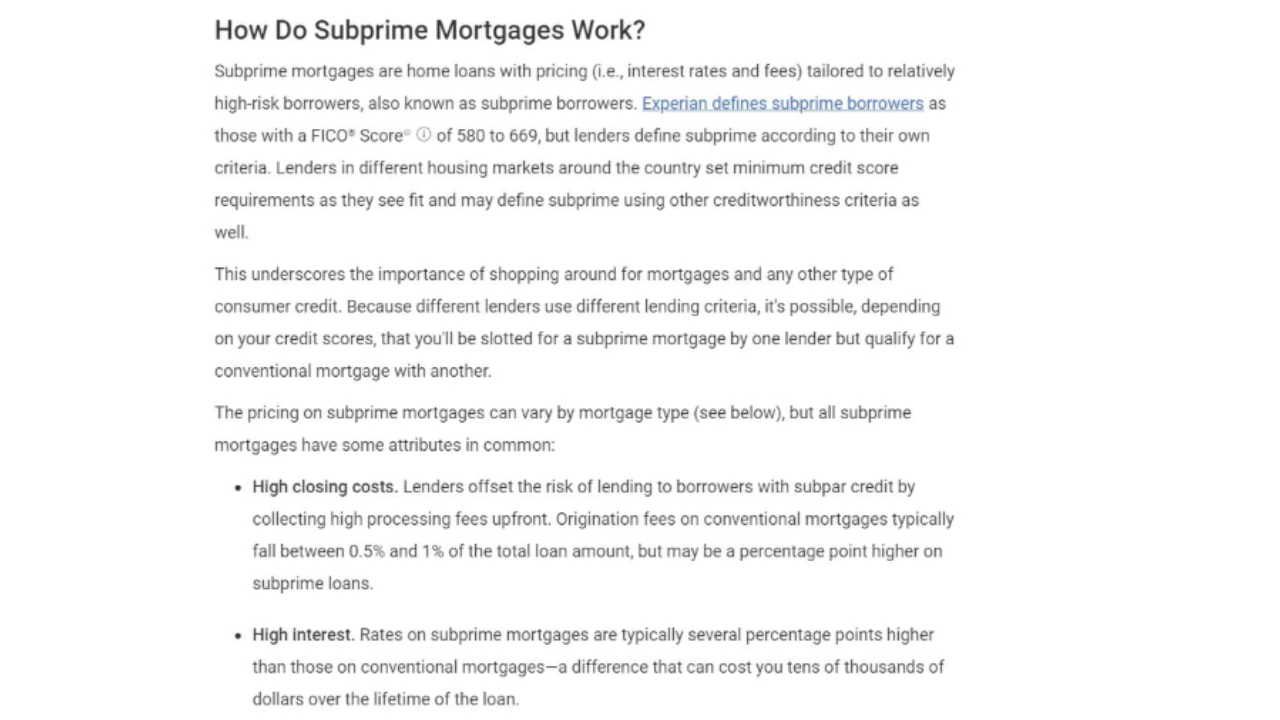 How Do Subprime Mortgages Work?
Subprime mortgages are home loans with pricing (i.e., interest rates and fees) tailored to relatively
high-risk borrowers, also known as subprime borrowers. Experian defines subprime borrowers as
those with a FICO® Score☉ ⓘ of 580 to 669, but lenders define subprime according to their own
criteria. Lenders in different housing markets around the country set minimum credit score
requirements as they see fit and may define subprime using other creditworthiness criteria as
well.
This underscores the importance of shopping around for mortgages and any other type of
consumer credit. Because different lenders use different lending criteria, it's possible, depending
on your credit scores, that you'll be slotted for a subprime mortgage by one lender but qualify for a
conventional mortgage with another.
The pricing on subprime mortgages can vary by mortgage type (see below), but all subprime
mortgages have some attributes in common:
• High closing costs. Lenders offset the risk of lending to borrowers with subpar credit by
collecting high processing fees upfront. Origination fees on conventional mortgages typically
fall between 0.5% and 1% of the total loan amount, but may be a percentage point higher on
subprime loans.
• High interest. Rates on subprime mortgages are typically several percentage points higher
than those on conventional mortgages—a difference that can cost you tens of thousands of
dollars over the lifetime of the loan.